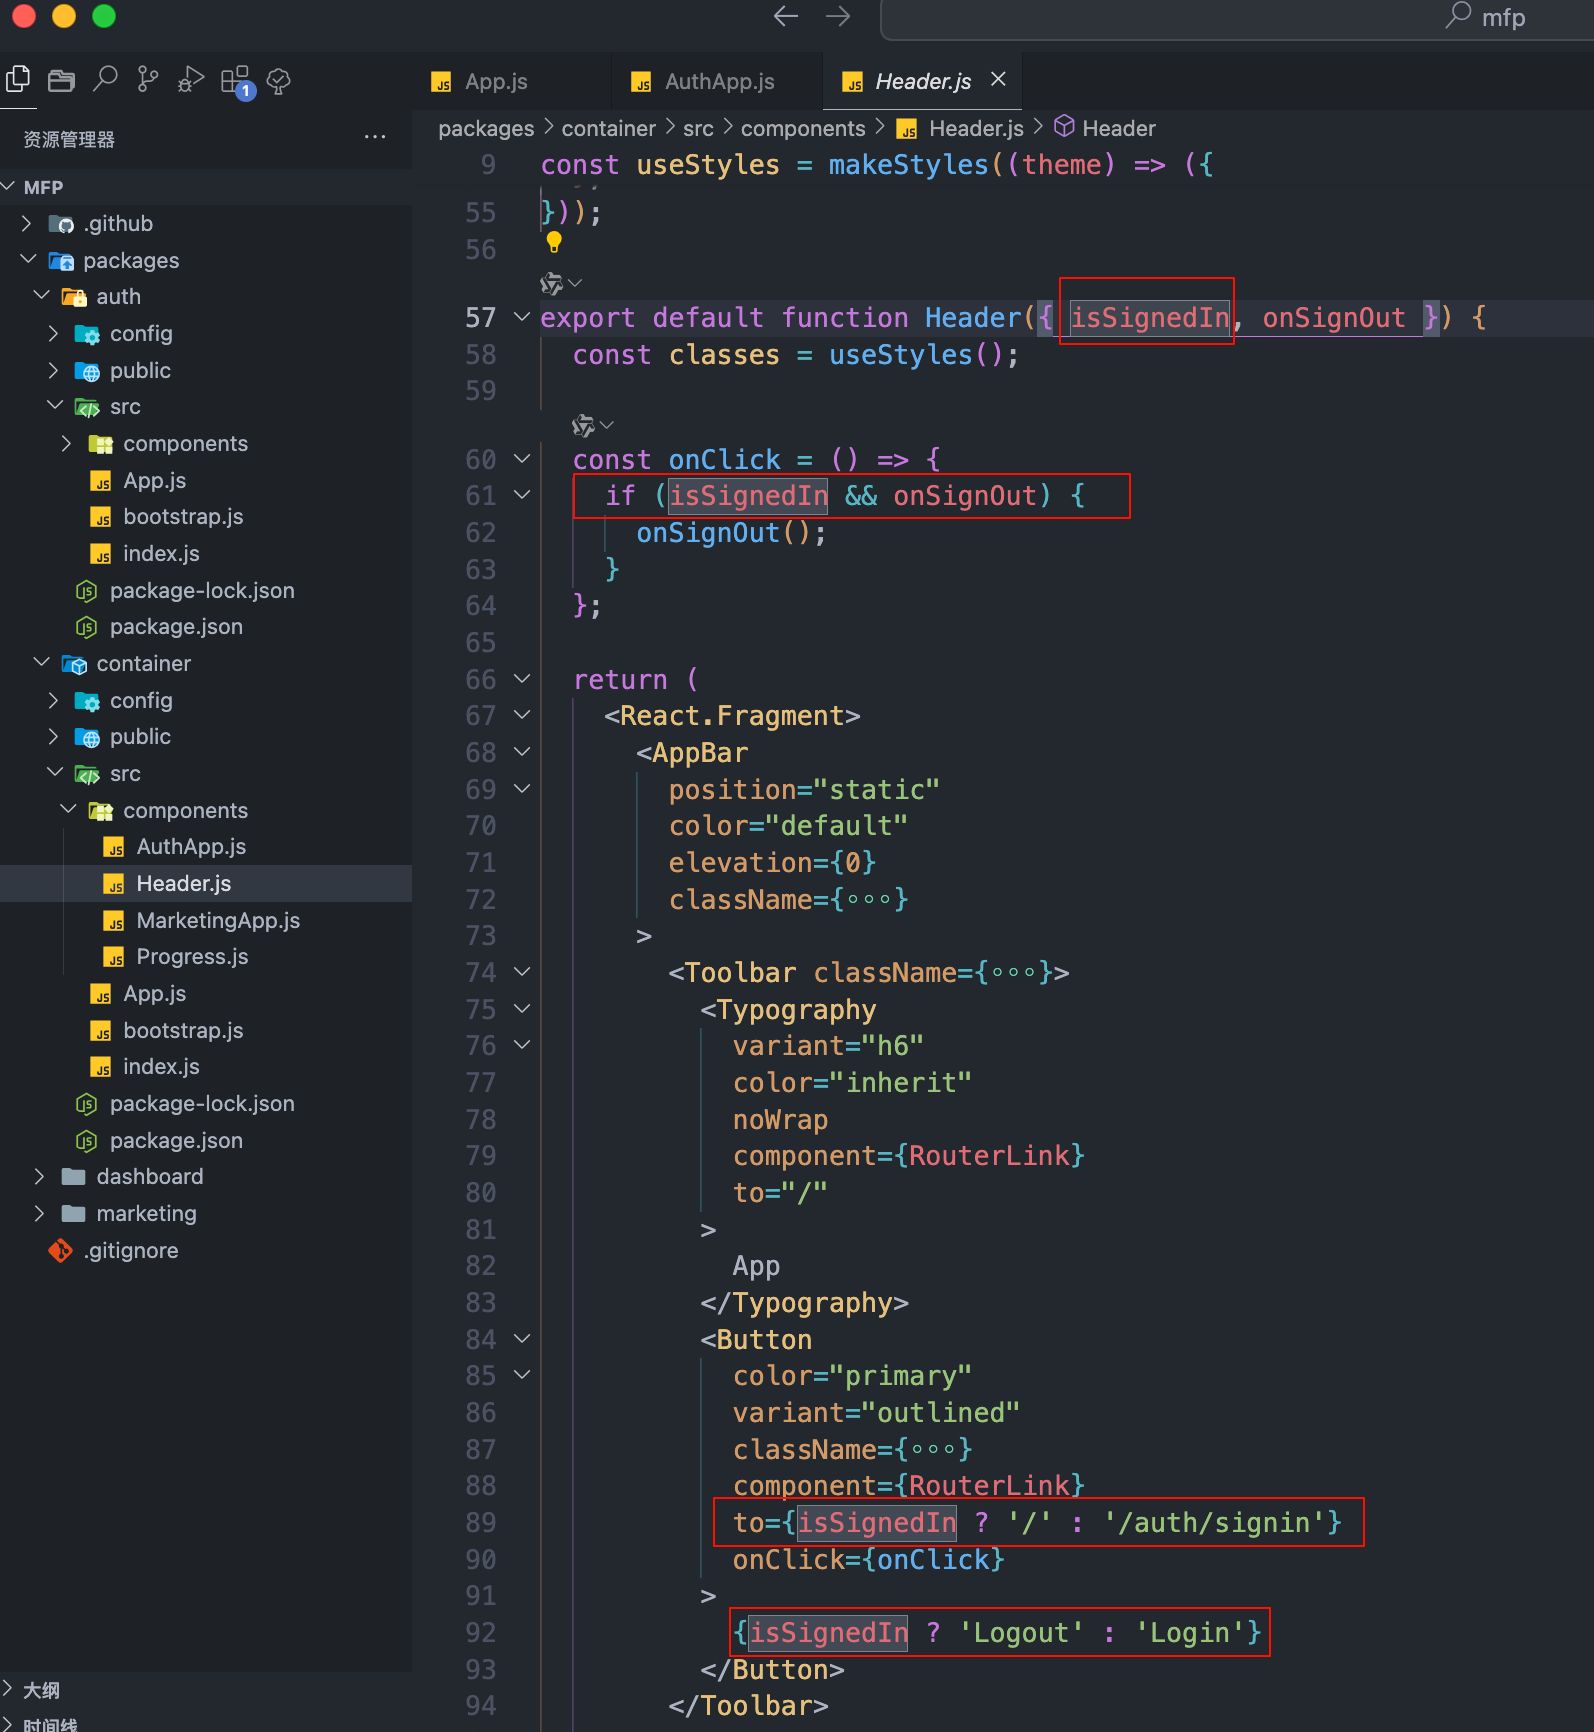 mfp
1
App.js
AuthApp.js
Header.js
资源管理器
packages > container > src > components > Header.js > Header
MFP
.github
packages
auth
config
public
src
components
App.js
bootstrap.js
index.js
package-lock.json
package.json
container
config
public
src
components
AuthApp.js
Header.js
MarketingApp.js
Progress.js
App.js
bootstrap.js
index.js
package-lock.json
package.json
dashboard
marketing
.gitignore
大纲
时间线
9 const useStyles = makeStyles((theme) => ({
55 }));
56
57 export default function Header({ isSignedIn, onSignOut }) {
58 const classes = useStyles();
59
60 const onClick = () => {
61 if (isSignedIn && onSignOut) {
62 onSignOut();
63 }
64 };
65
66 return (
67 <React.Fragment>
68 <AppBar
69 position="static"
70 color="default"
71 elevation={0}
72 className={∘∘∘}
73 >
74 <Toolbar className={∘∘∘}>
75 <Typography
76 variant="h6"
77 color="inherit"
78 noWrap
79 component={RouterLink}
80 to="/"
81 >
82 App
83 </Typography>
84 <Button
85 color="primary"
86 variant="outlined"
87 className={∘∘∘}
88 component={RouterLink}
89 to={isSignedIn ? '/' : '/auth/signin'}
90 onClick={onClick}
91 >
92 {isSignedIn ? 'Logout' : 'Login'}
93 </Button>
94 </Toolbar>